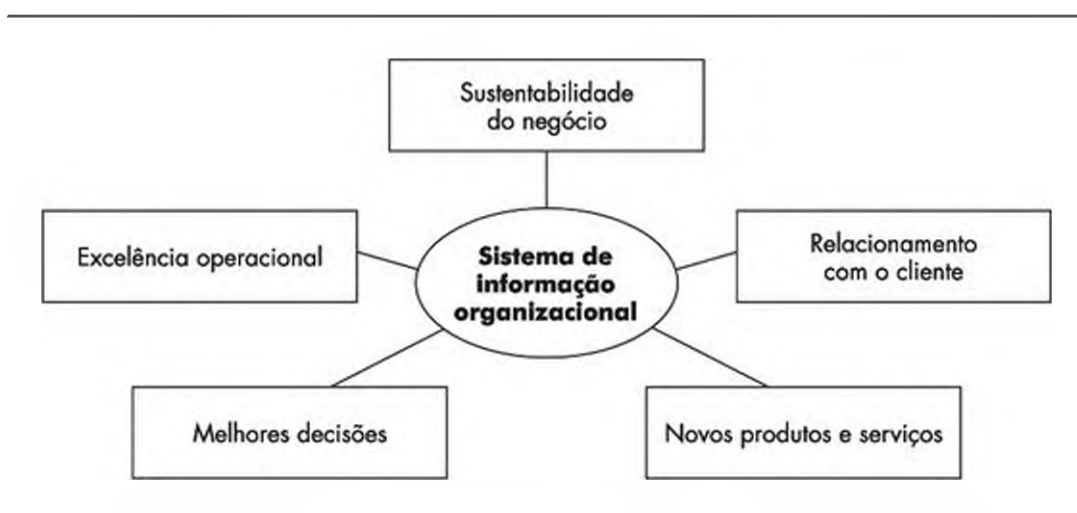 Sustentabilidade
do negócio
Excelência operacional
Sistema de
informação
organizacional
Relacionamento
com o cliente
Melhores decisões
Novos produtos e serviços